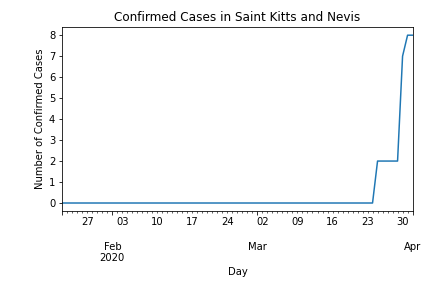 Confirmed Cases in Saint Kitts and Nevis
Number of Confirmed Cases
8
7
6
5
4
3
2
1
0
27 03 10 17 24 02 09 16 23 30
Feb Mar Apr
2020
Day